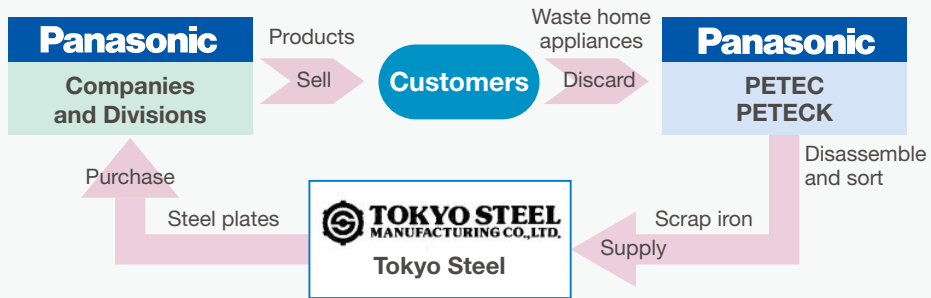 Panasonic
Companies
and Divisions
Products
Sell
Customers
Waste home
appliances
Discard
Panasonic
PETEC
PETECK
Disassemble
and sort
Scrap iron
Supply
TOKYO STEEL
MANUFACTURING CO.,LTD.
Tokyo Steel
Steel plates
Purchase